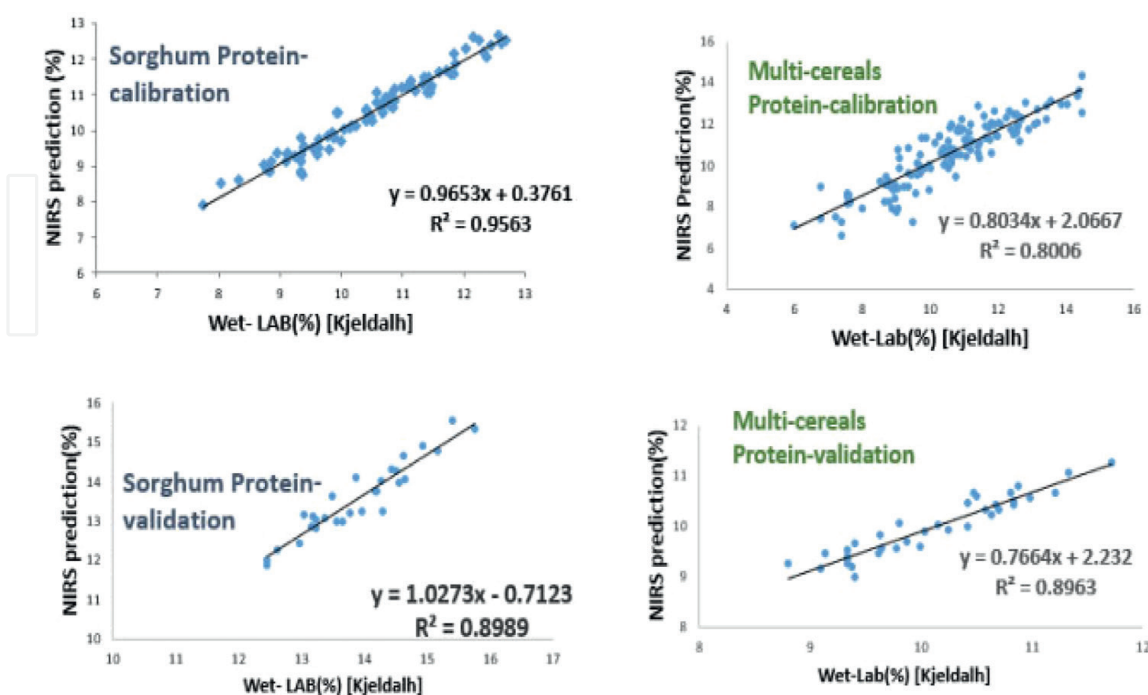 NIRS prediction (%)
13
12
11
10
9
8
7
6
Sorghum Protein-
calibration
y = 0.9653x + 0.3761
R² = 0.9563
6 7 8 9 10 11 12 13
Wet- LAB(%) [Kjeldalh]
NIRS Predicrion(%)
16
14
12
10
8
6
4
Multi-cereals
Protein-calibration
y = 0.8034x + 2.0667
R² = 0.8006
4 6 8 10 12 14 16
Wet-Lab(%) [Kjeldalh]
NIRS prediction(%)
16
15
14
13
12
11
10
Sorghum Protein-
validation
y = 1.0273x - 0.7123
R² = 0.8989
10 11 12 13 14 15 16 17
Wet- LAB(%) [Kjeldalh]
NIRS prediction(%)
12
11
10
9
8
Multi-cereals
Protein-validation
y = 0.7664x + 2.232
R² = 0.8963
8 9 10 11 12
Wet-Lab(%) [Kjeldalh]